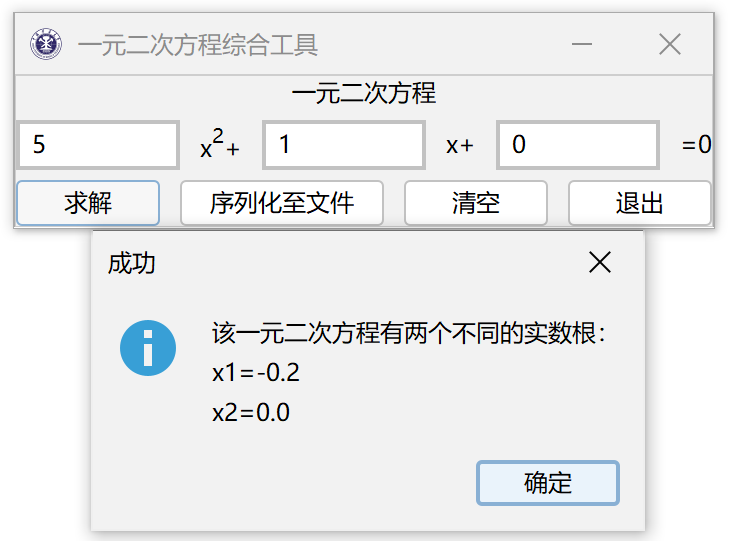 一元二次方程综合工具
一元二次方程
5 x2+ 1 x+ 0 =0
求解 序列化至文件 清空 退出
成功
该一元二次方程有两个不同的实数根：
x1=-0.2
x2=0.0
确定